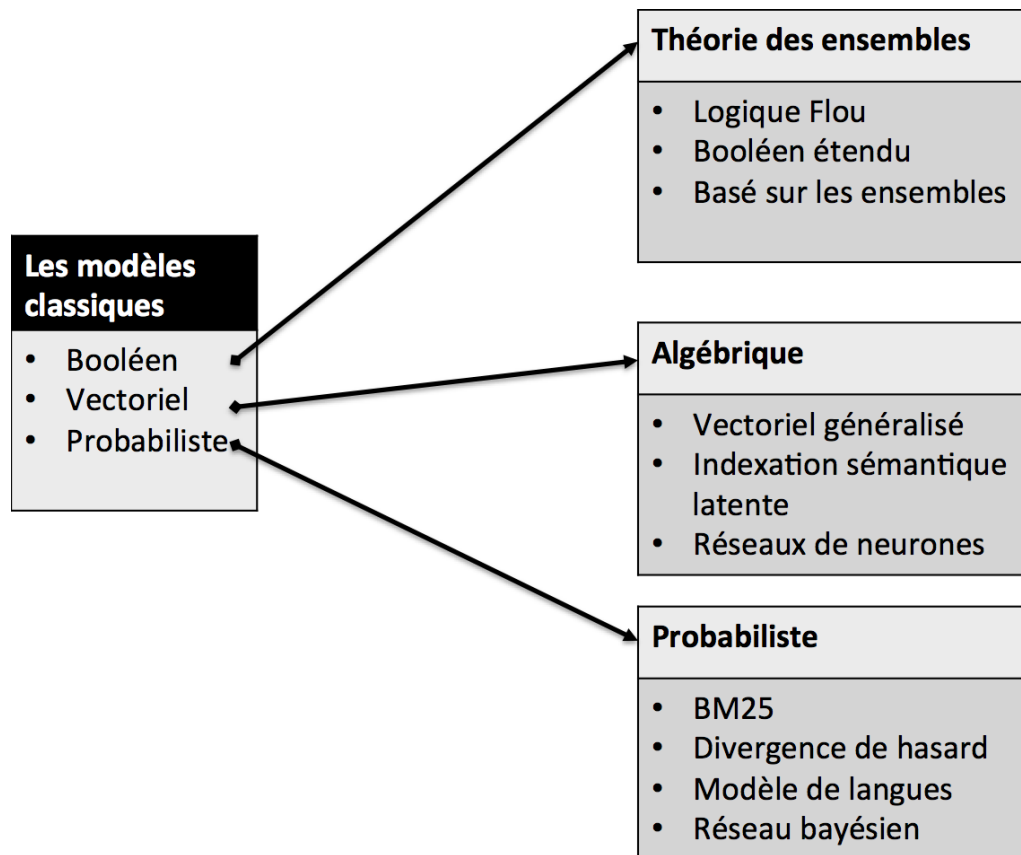 Les modèles
classiques
• Booléen
• Vectoriel
• Probabiliste
Théorie des ensembles
• Logique Flou
• Booléen étendu
• Basé sur les ensembles
Algébrique
• Vectoriel généralisé
• Indexation sémantique
latente
• Réseaux de neurones
Probabiliste
• BM25
• Divergence de hasard
• Modèle de langues
• Réseau bayésien